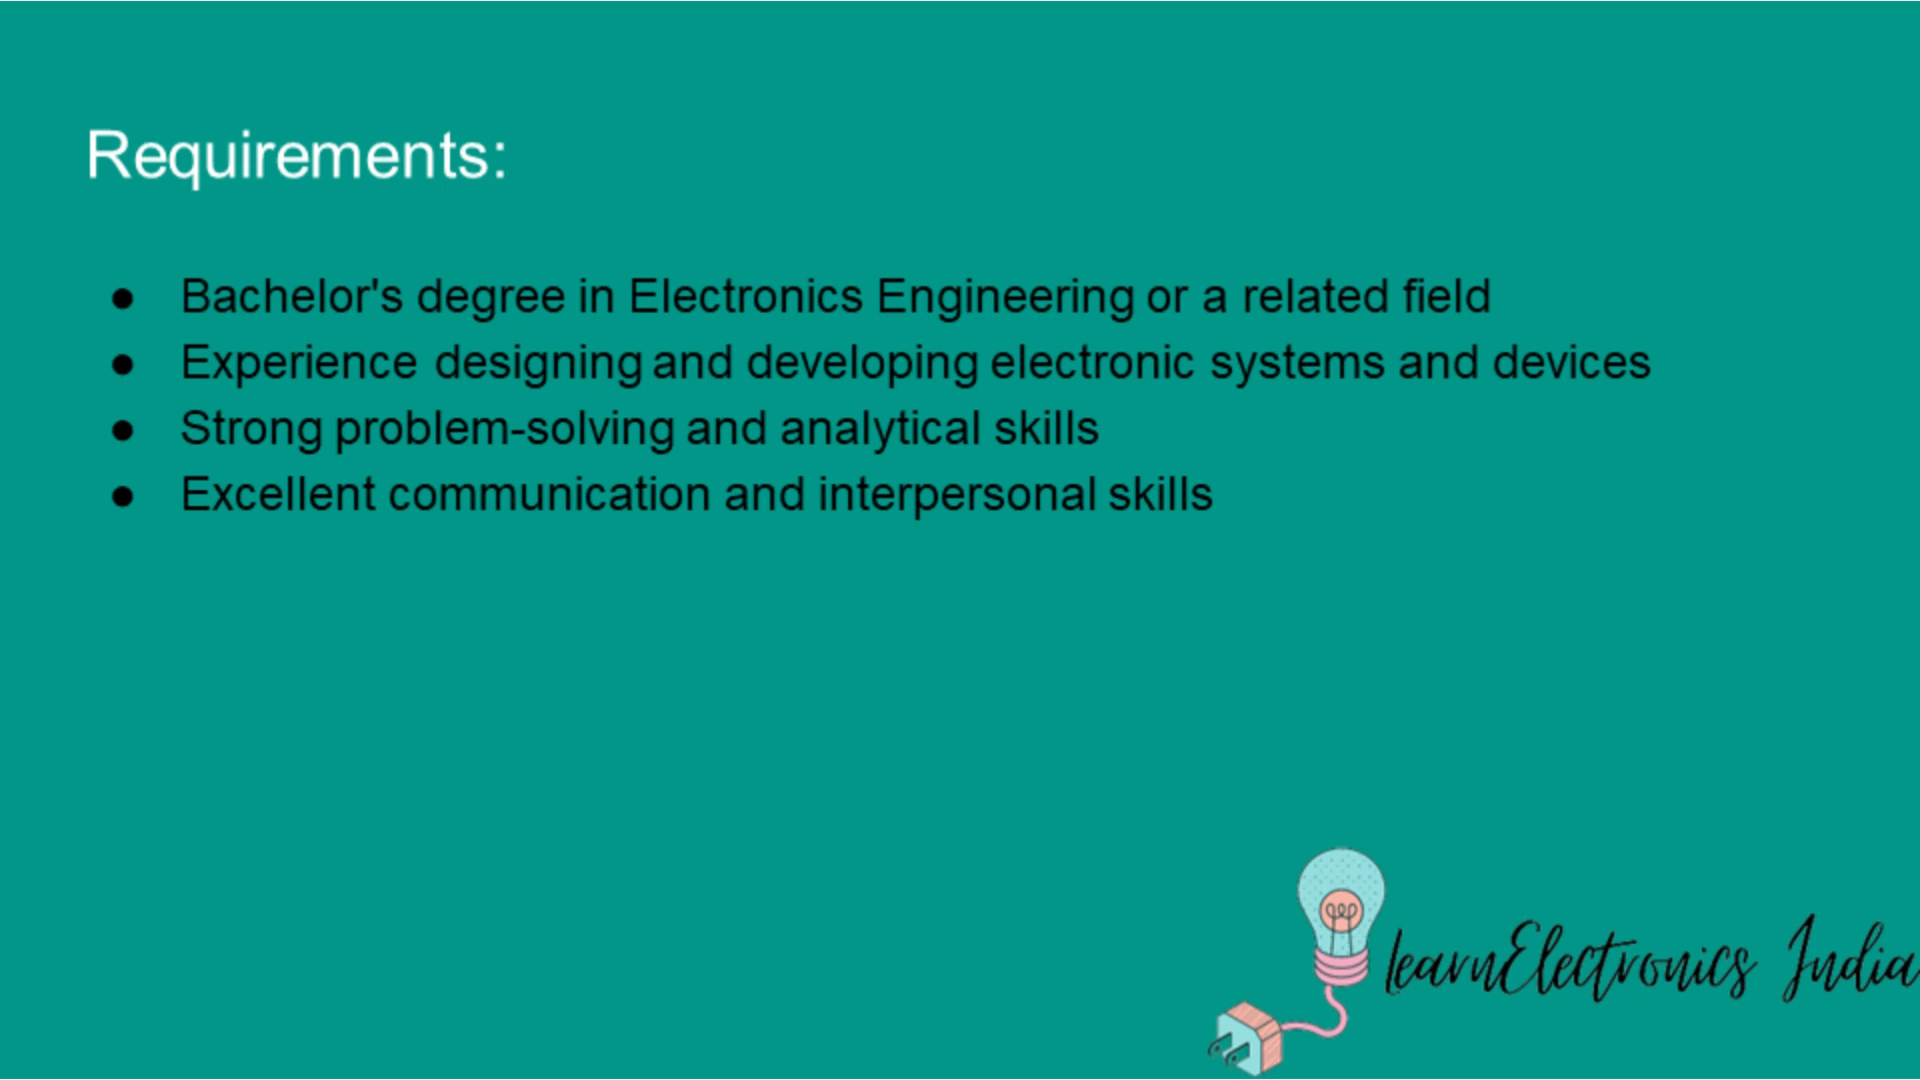 Requirements:
● Bachelor's degree in Electronics Engineering or a related field
● Experience designing and developing electronic systems and devices
● Strong problem-solving and analytical skills
● Excellent communication and interpersonal skills
learnElectronics India